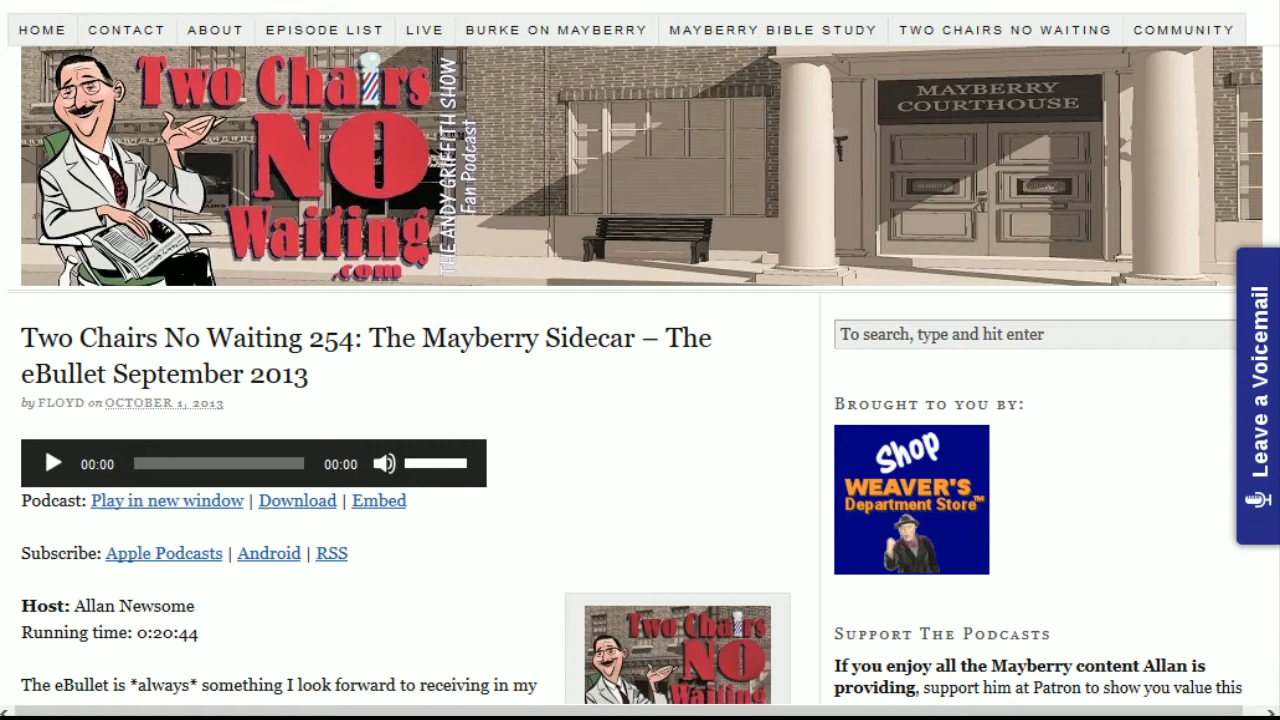 HOME CONTACT ABOUT EPISODE LIST LIVE BURKE ON MAYBERRY MAYBERRY BIBLE STUDY TWO CHAIRS NO WAITING COMMUNITY
Two Chairs
NO
Waiting
.com
THE ANDY GRIFFITH SHOW
Fan Podcast
MAYBERRY
COURTHOUSE
Two Chairs No Waiting 254: The Mayberry Sidecar – The
eBullet September 2013
by FLOYD on OCTOBER 1, 2013
00:00 00:00
Podcast: Play in new window | Download | Embed
Subscribe: Apple Podcasts | Android | RSS
Host: Allan Newsome
Running time: 0:20:44
The eBullet is *always* something I look forward to receiving in my
Two Chairs
NO
Waiting
To search, type and hit enter
BROUGHT TO YOU BY:
Shop
WEAVER'S
Department Store™
SUPPORT THE PODCASTS
If you enjoy all the Mayberry content Allan is
providing, support him at Patron to show you value this
Leave a Voicemail